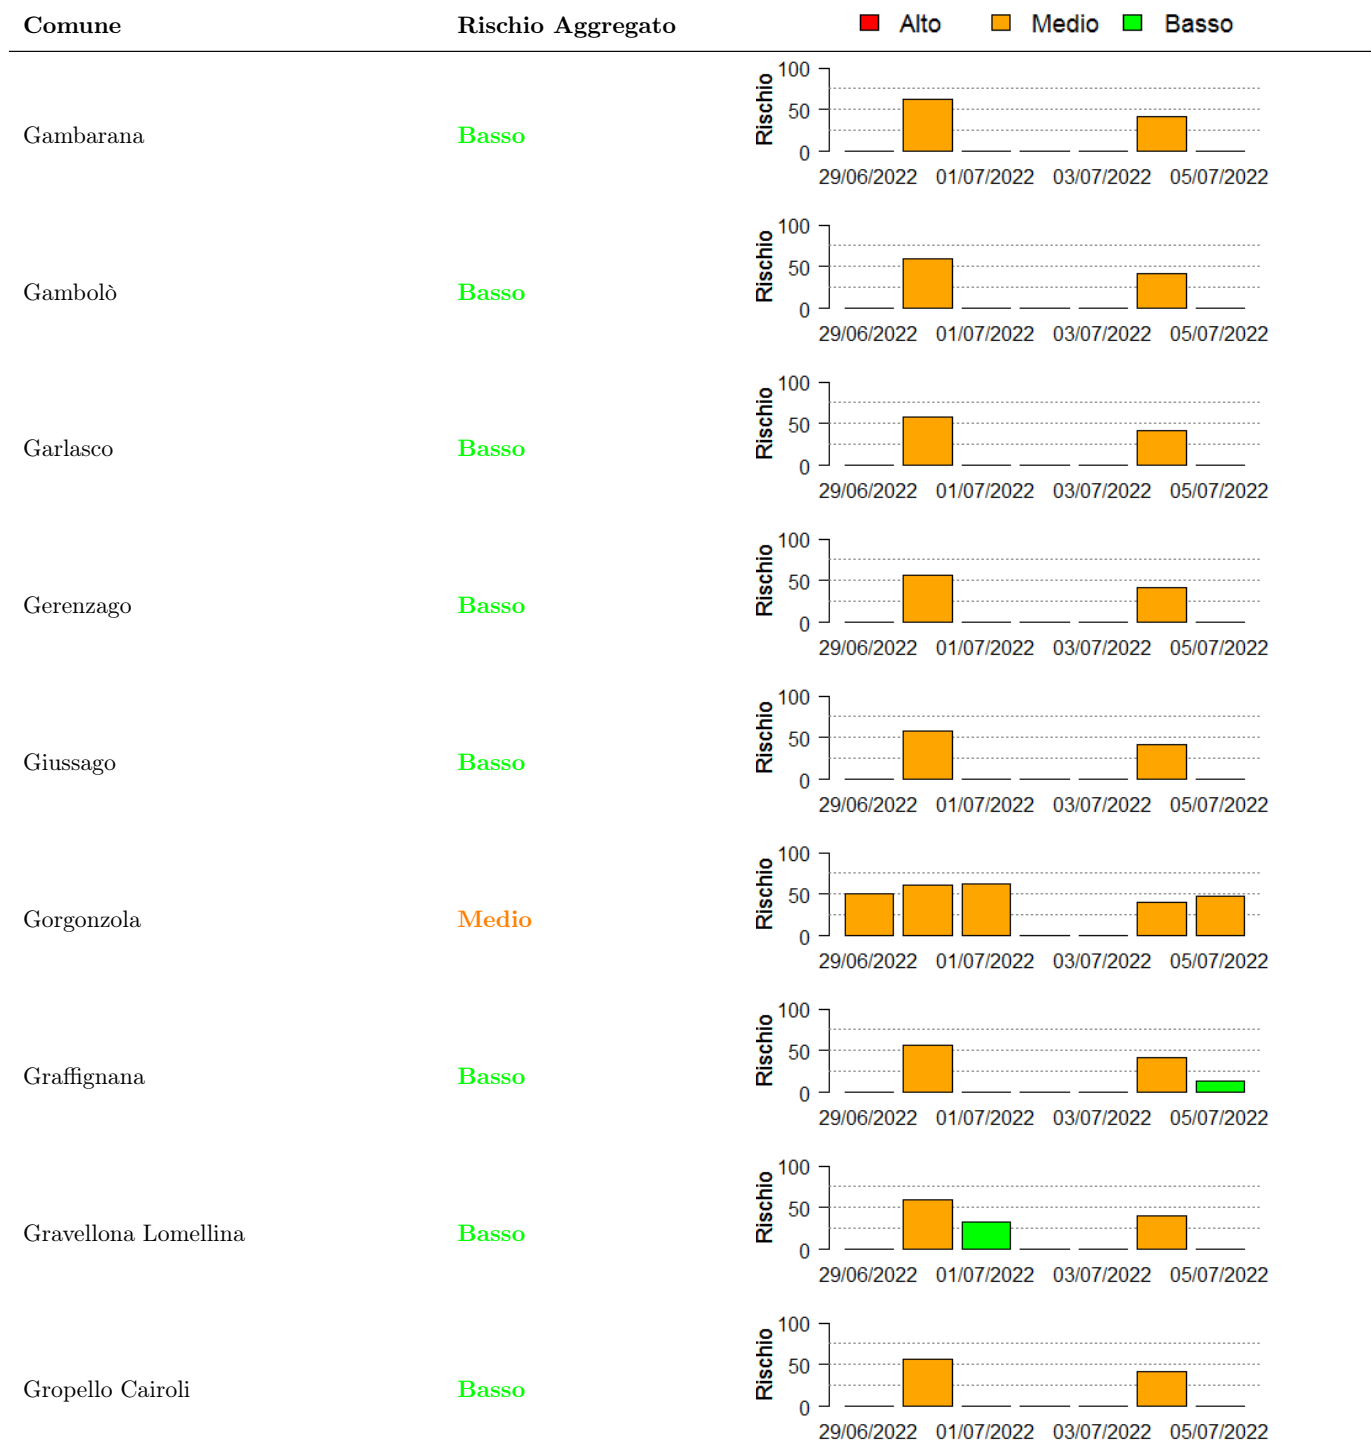 Comune Rischio Aggregato Alto Medio Basso
Gambarana Basso
Rischio
100
50
0
29/06/2022 01/07/2022 03/07/2022 05/07/2022
Gambolò Basso
Rischio
100
50
0
29/06/2022 01/07/2022 03/07/2022 05/07/2022
Garlasco Basso
Rischio
100
50
0
29/06/2022 01/07/2022 03/07/2022 05/07/2022
Gerenzago Basso
Rischio
100
50
0
29/06/2022 01/07/2022 03/07/2022 05/07/2022
Giussago Basso
Rischio
100
50
0
29/06/2022 01/07/2022 03/07/2022 05/07/2022
Gorgonzola Medio
Rischio
100
50
0
29/06/2022 01/07/2022 03/07/2022 05/07/2022
Graffignana Basso
Rischio
100
50
0
29/06/2022 01/07/2022 03/07/2022 05/07/2022
Gravellona Lomellina Basso
Rischio
100
50
0
29/06/2022 01/07/2022 03/07/2022 05/07/2022
Gropello Cairoli Basso
Rischio
100
50
0
29/06/2022 01/07/2022 03/07/2022 05/07/2022